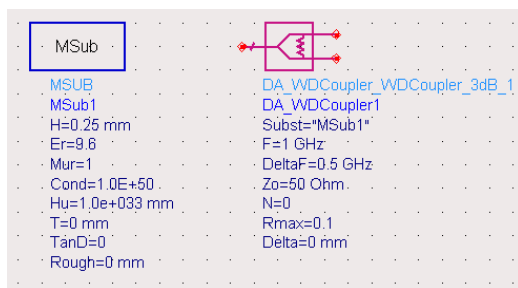 MSub
MSUB
MSub1
H=0.25 mm
Er=9.6
Mur=1
Cond=1.0E+50
Hu=1.0e+033 mm
T=0 mm
TanD=0
Rough=0 mm
DA_WDCoupler_WDCoupler_3dB_1
DA_WDCoupler1
Subst="MSub1"
F=1 GHz
DeltaF=0.5 GHz
Zo=50 Ohm
N=0
Rmax=0.1
Delta=0 mm